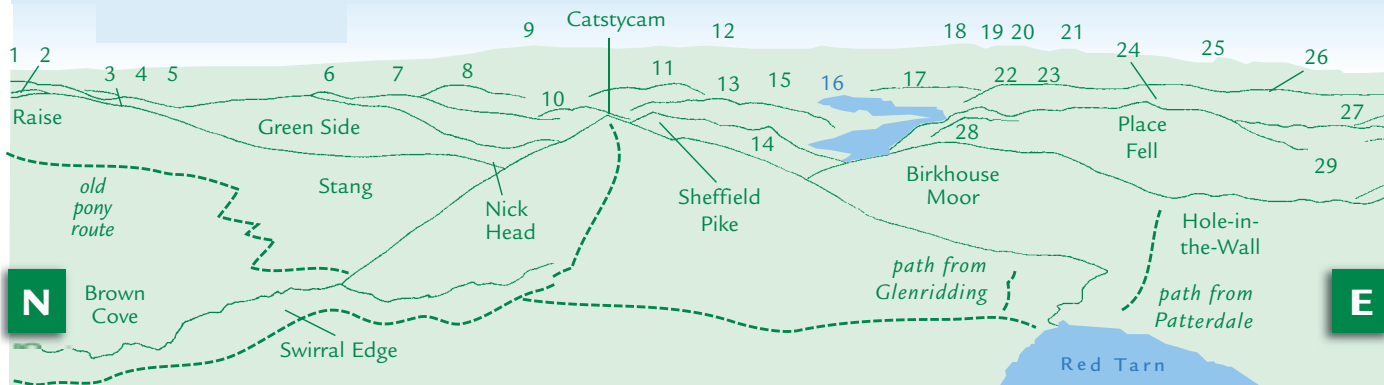 Catstycam
9
12
18
19
20
21
1
2
3
4
5
6
7
8
11
13
15
16
17
22
23
24
25
26
10
14
28
27
29
Raise
Green Side
Place
Fell
old
pony
route
Stang
Nick
Head
Sheffield
Pike
Birkhouse
Moor
Hole-in-
the-Wall
N
Brown
Cove
Swirral Edge
path from
Glenridding
path from
Patterdale
E
Red Tarn